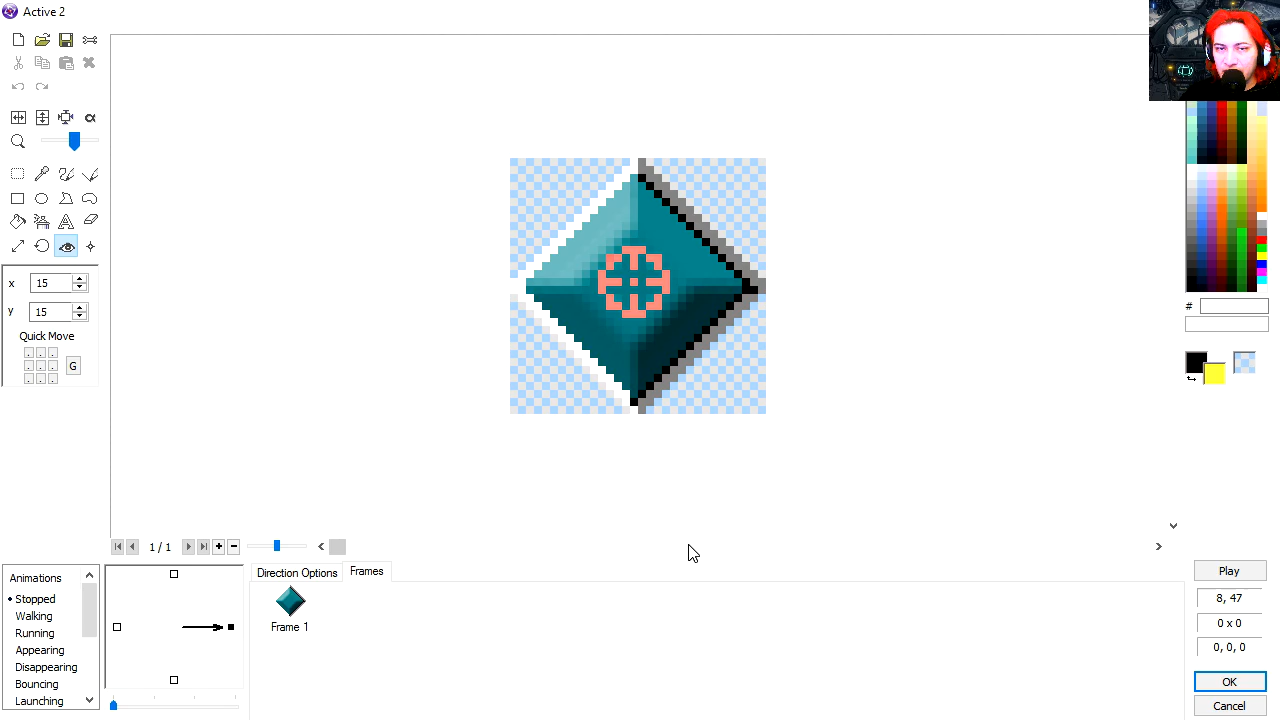 Active 2
α
x 15
y 15
Quick Move
G
#
1 / 1
Direction Options
Frames
Frame 1
Animations
Stopped
Walking
Running
Appearing
Disappearing
Bouncing
Launching
Play
8, 47
0 x 0
0, 0, 0
OK
Cancel